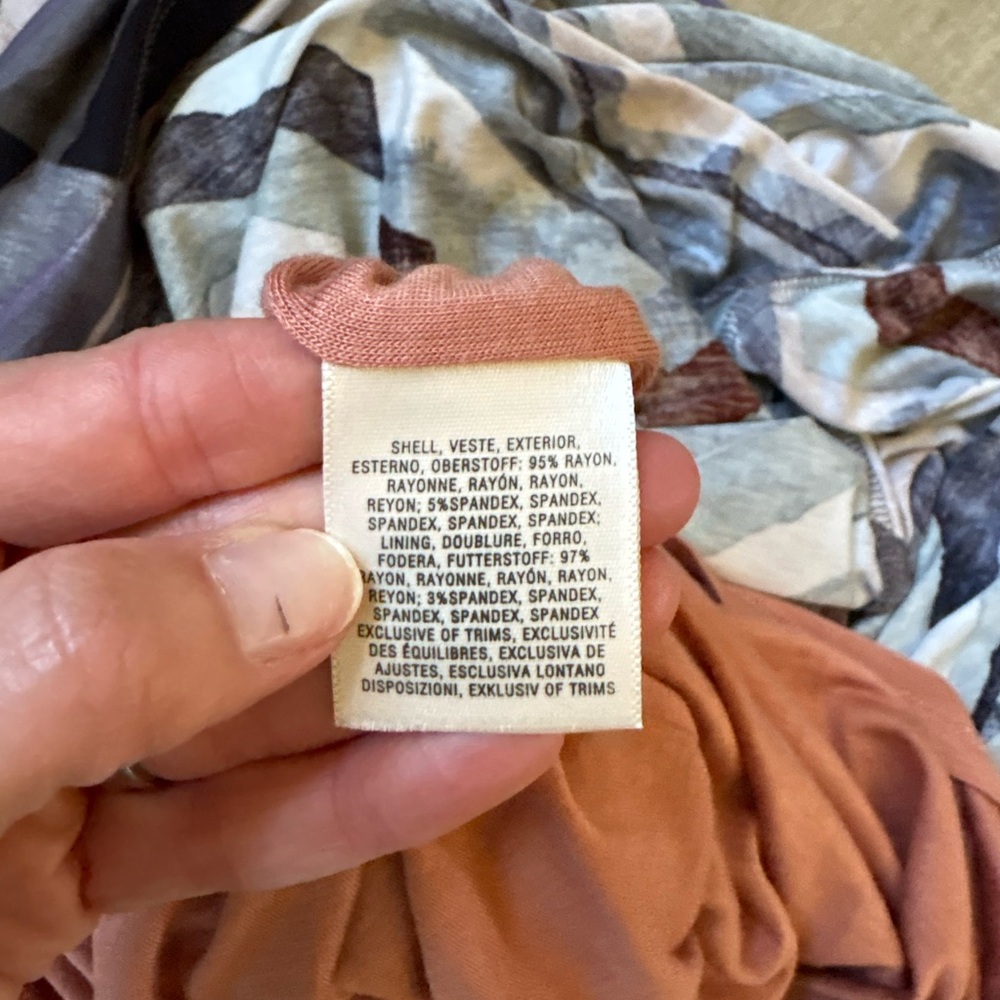 SHELL, VESTE, EXTERIOR,
ESTERNO, OBERSTOFF: 95% RAYON,
RAYONNE, RAYÓN, RAYON,
REYON; 5%SPANDEX, SPANDEX,
SPANDEX, SPANDEX, SPANDEX;
LINING, DOUBLURE, FORRO,
FODERA, FUTTERSTOFF: 97%
RAYON, RAYONNE, RAYÓN, RAYON,
REYON; 3%SPANDEX, SPANDEX,
SPANDEX, SPANDEX, SPANDEX
EXCLUSIVE OF TRIMS, EXCLUSIVITÉ
DES ÉQUILIBRES, EXCLUSIVA DE
AJUSTES, ESCLUSIVA LONTANO
DISPOSIZIONI, EXKLUSIV OF TRIMS